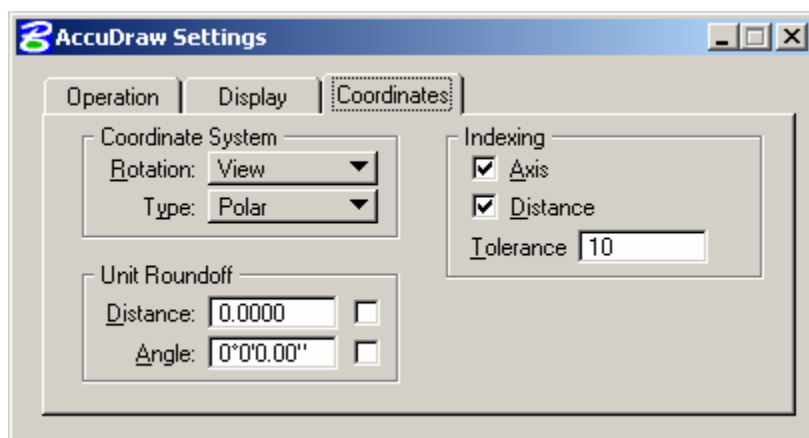 AccuDraw Settings
Operation Display Coordinates
Coordinate System
Rotation: View
Type: Polar
Unit Roundoff
Distance: 0.0000
Angle: 0°0'0.00"
Indexing
Axis
Distance
Tolerance 10